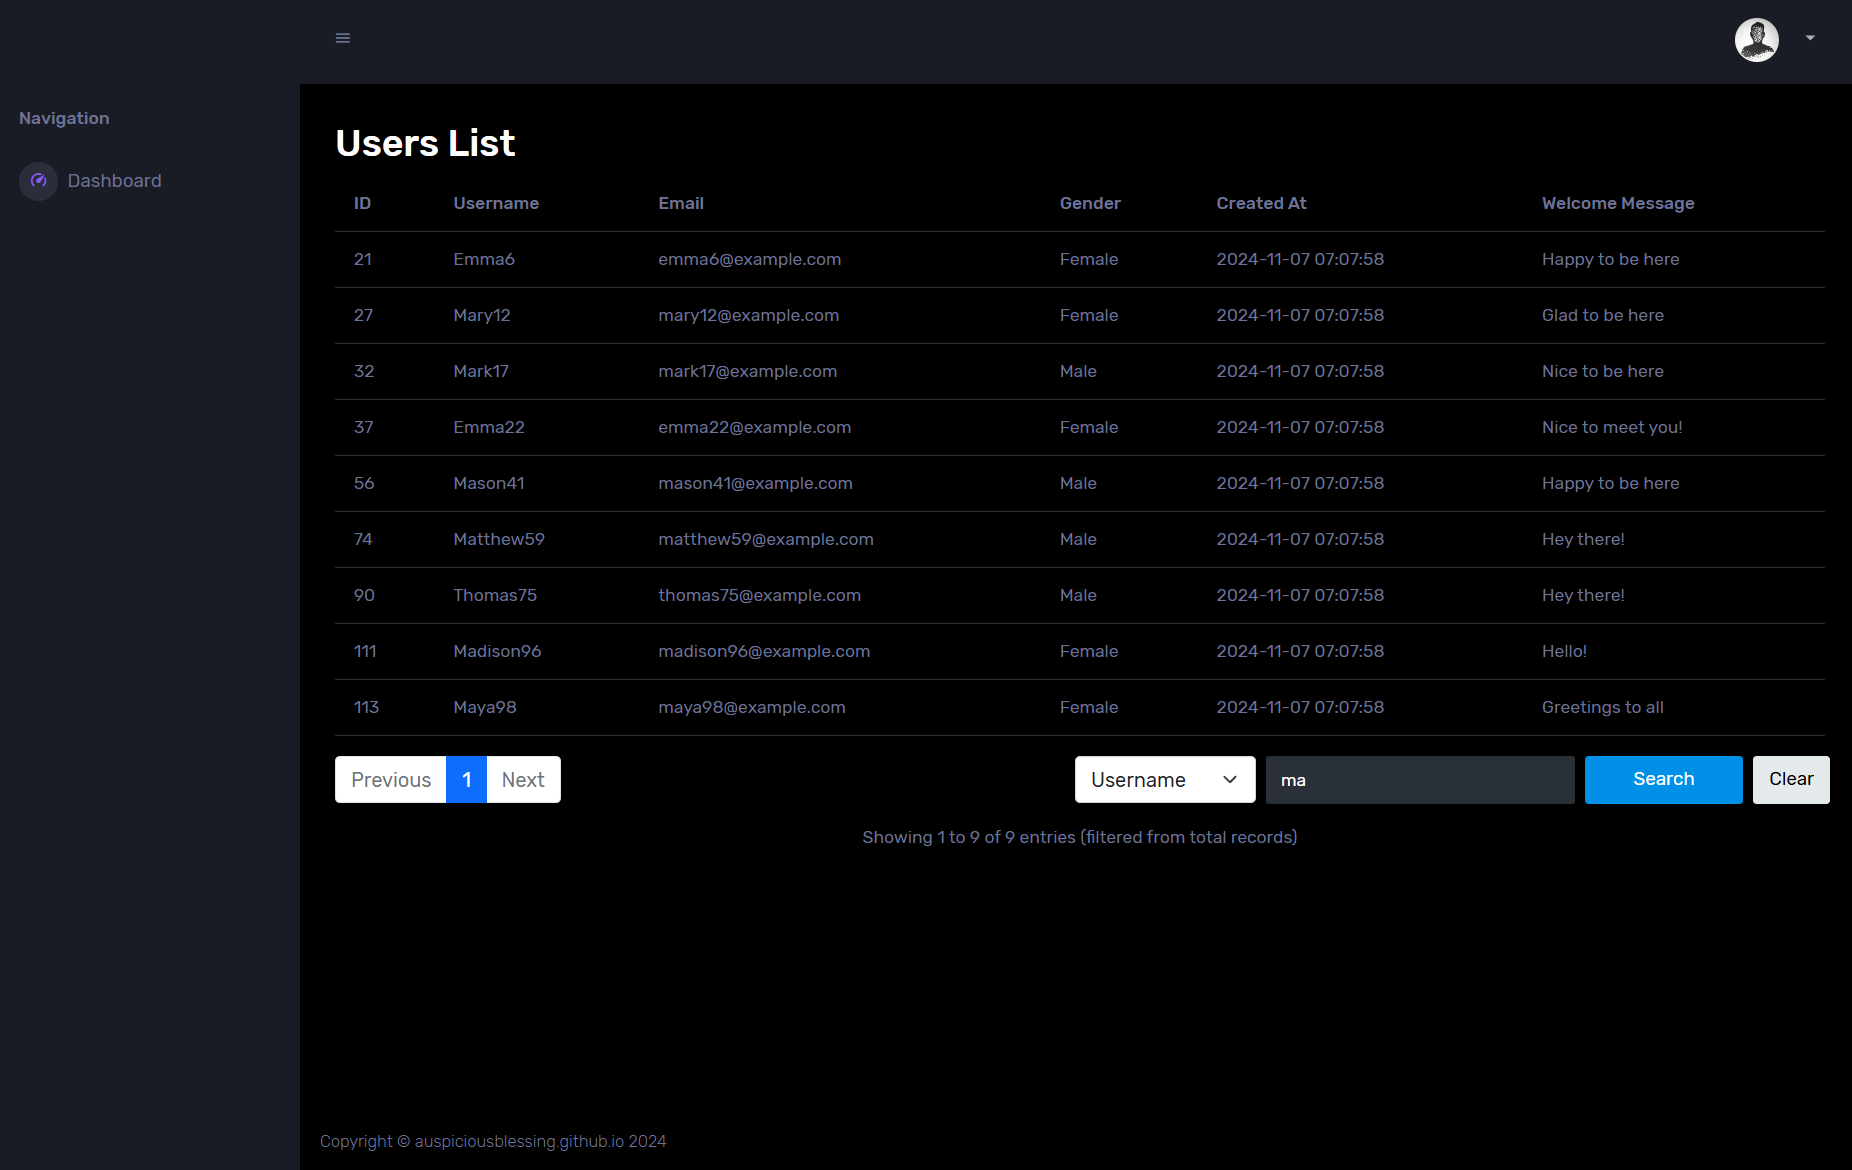 Navigation
Dashboard
Users List
ID Username Email Gender Created At Welcome Message
21 Emma6 emma6@example.com Female 2024-11-07 07:07:58 Happy to be here
27 Mary12 mary12@example.com Female 2024-11-07 07:07:58 Glad to be here
32 Mark17 mark17@example.com Male 2024-11-07 07:07:58 Nice to be here
37 Emma22 emma22@example.com Female 2024-11-07 07:07:58 Nice to meet you!
56 Mason41 mason41@example.com Male 2024-11-07 07:07:58 Happy to be here
74 Matthew59 matthew59@example.com Male 2024-11-07 07:07:58 Hey there!
90 Thomas75 thomas75@example.com Male 2024-11-07 07:07:58 Hey there!
111 Madison96 madison96@example.com Female 2024-11-07 07:07:58 Hello!
113 Maya98 maya98@example.com Female 2024-11-07 07:07:58 Greetings to all
Previous 1 Next Username ma Search Clear
Showing 1 to 9 of 9 entries (filtered from total records)
Copyright © auspiciousblessing.github.io 2024